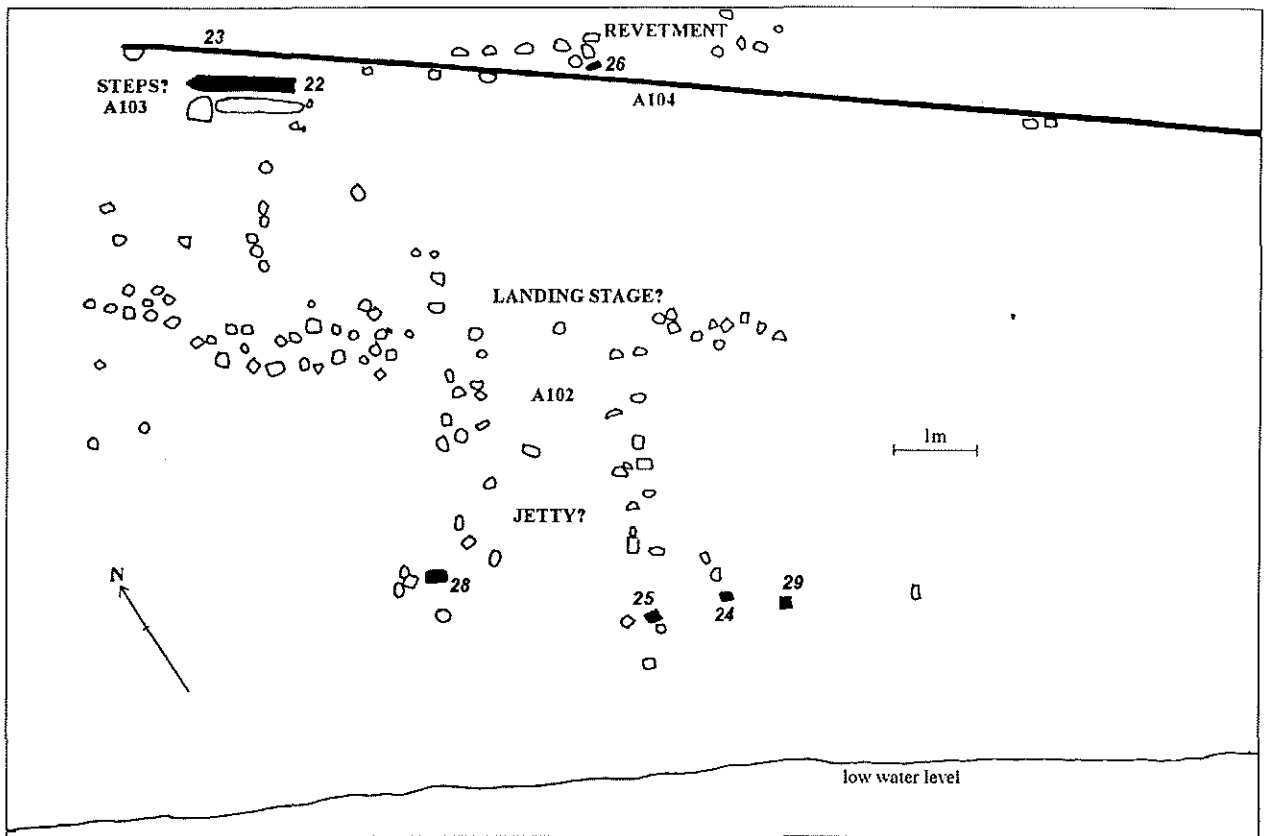 REVETMENT
23
26
STEPS?
22
A103
A104
LANDING STAGE?
A102
1m
JETTY?
N
28
25
24
29
low water level